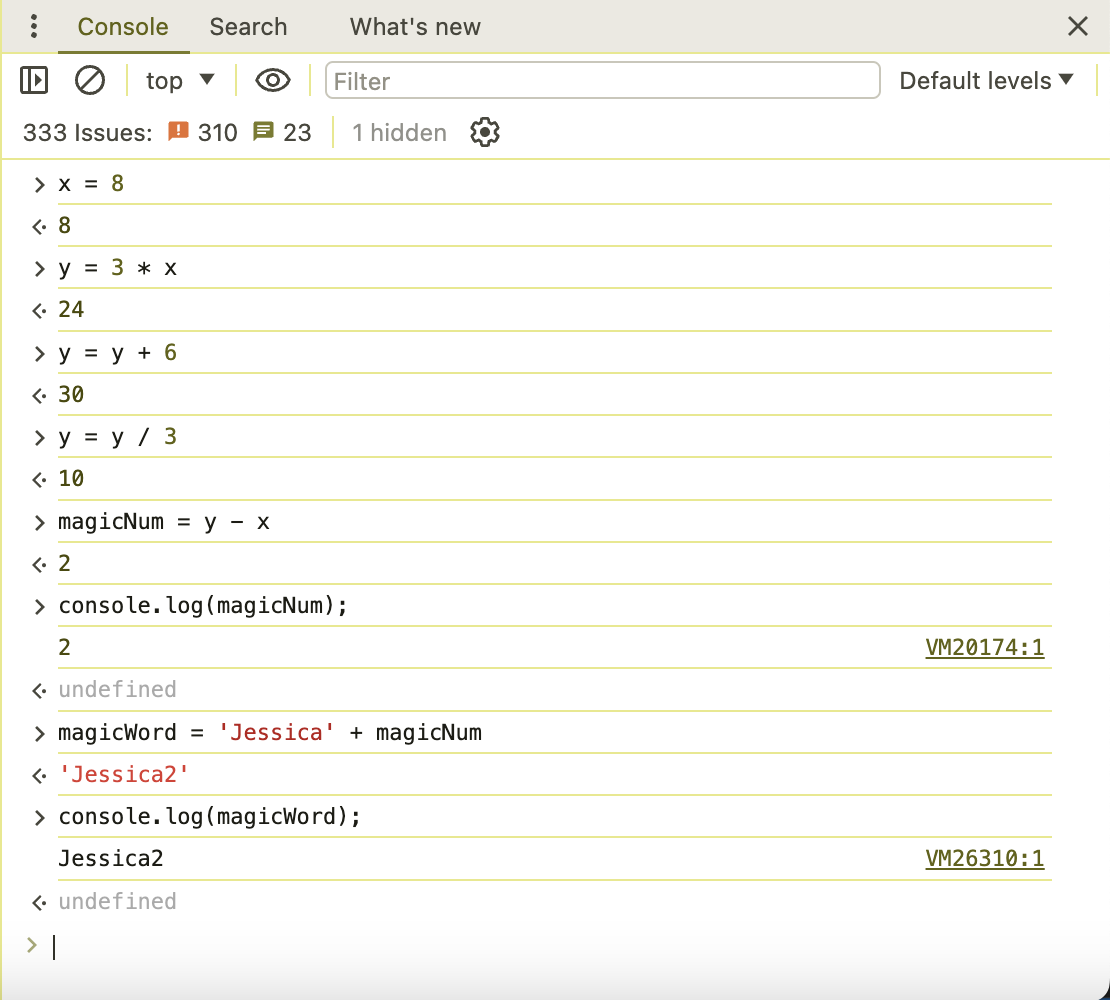 Console Search What's new
top Filter Default levels
333 Issues: 310 23 1 hidden
x = 8
8
y = 3 * x
24
y = y + 6
30
y = y / 3
10
magicNum = y - x
2
console.log(magicNum);
2 VM20174:1
undefined
magicWord = 'Jessica' + magicNum
'Jessica2'
console.log(magicWord);
Jessica2 VM26310:1
undefined